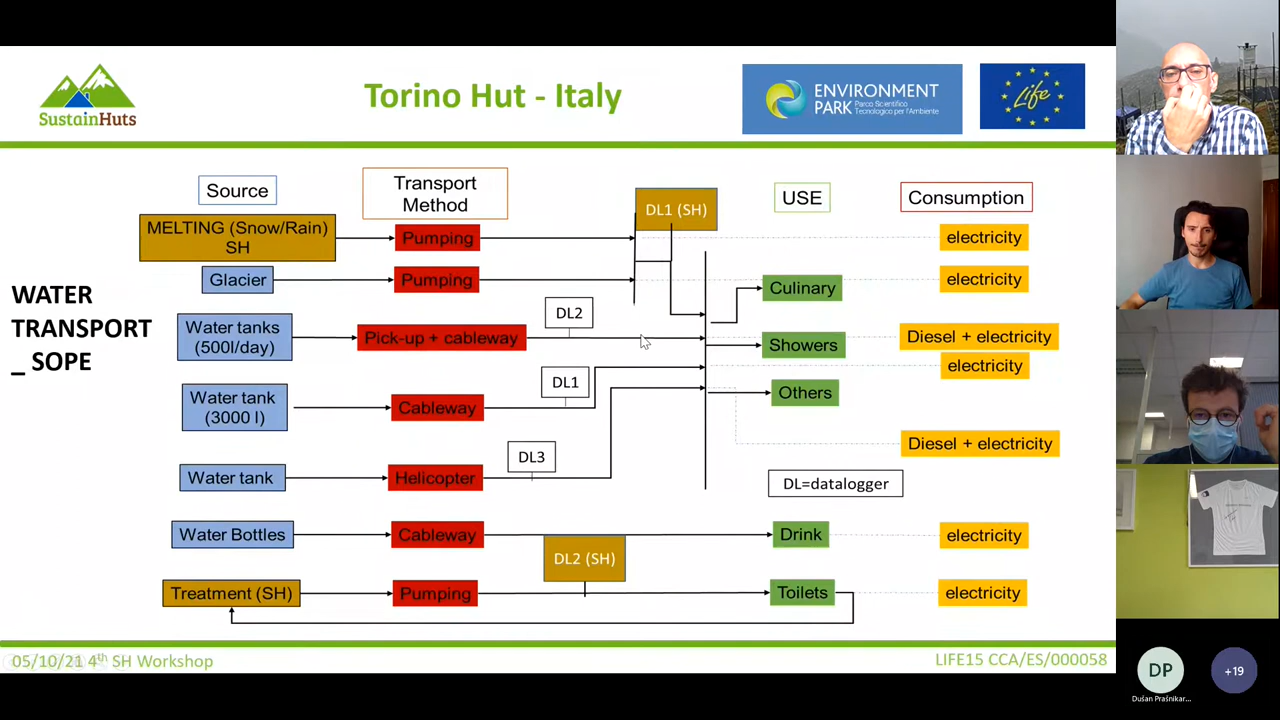 SustainHuts
Torino Hut - Italy
ENVIRONMENT
PARK
Parco Scientifico
Tecnologico per l'Ambiente
Life
Source
Transport
Method
DL1 (SH)
USE
Consumption
MELTING (Snow/Rain)
SH
Pumping
electricity
Glacier
Pumping
electricity
Culinary
WATER
TRANSPORT
_ SOPE
Water tanks
(500l/day)
Pick-up + cableway
DL2
Showers
Diesel + electricity
electricity
Water tank
(3000 l)
Cableway
DL1
Others
Diesel + electricity
Water tank
Helicopter
DL3
DL=datalogger
Water Bottles
Cableway
Drink
electricity
DL2 (SH)
Treatment (SH)
Pumping
Toilets
electricity
05/10/21 4th SH Workshop
LIFE15 CCA/ES/000058
DP
Dušan Prašnikar...
+19